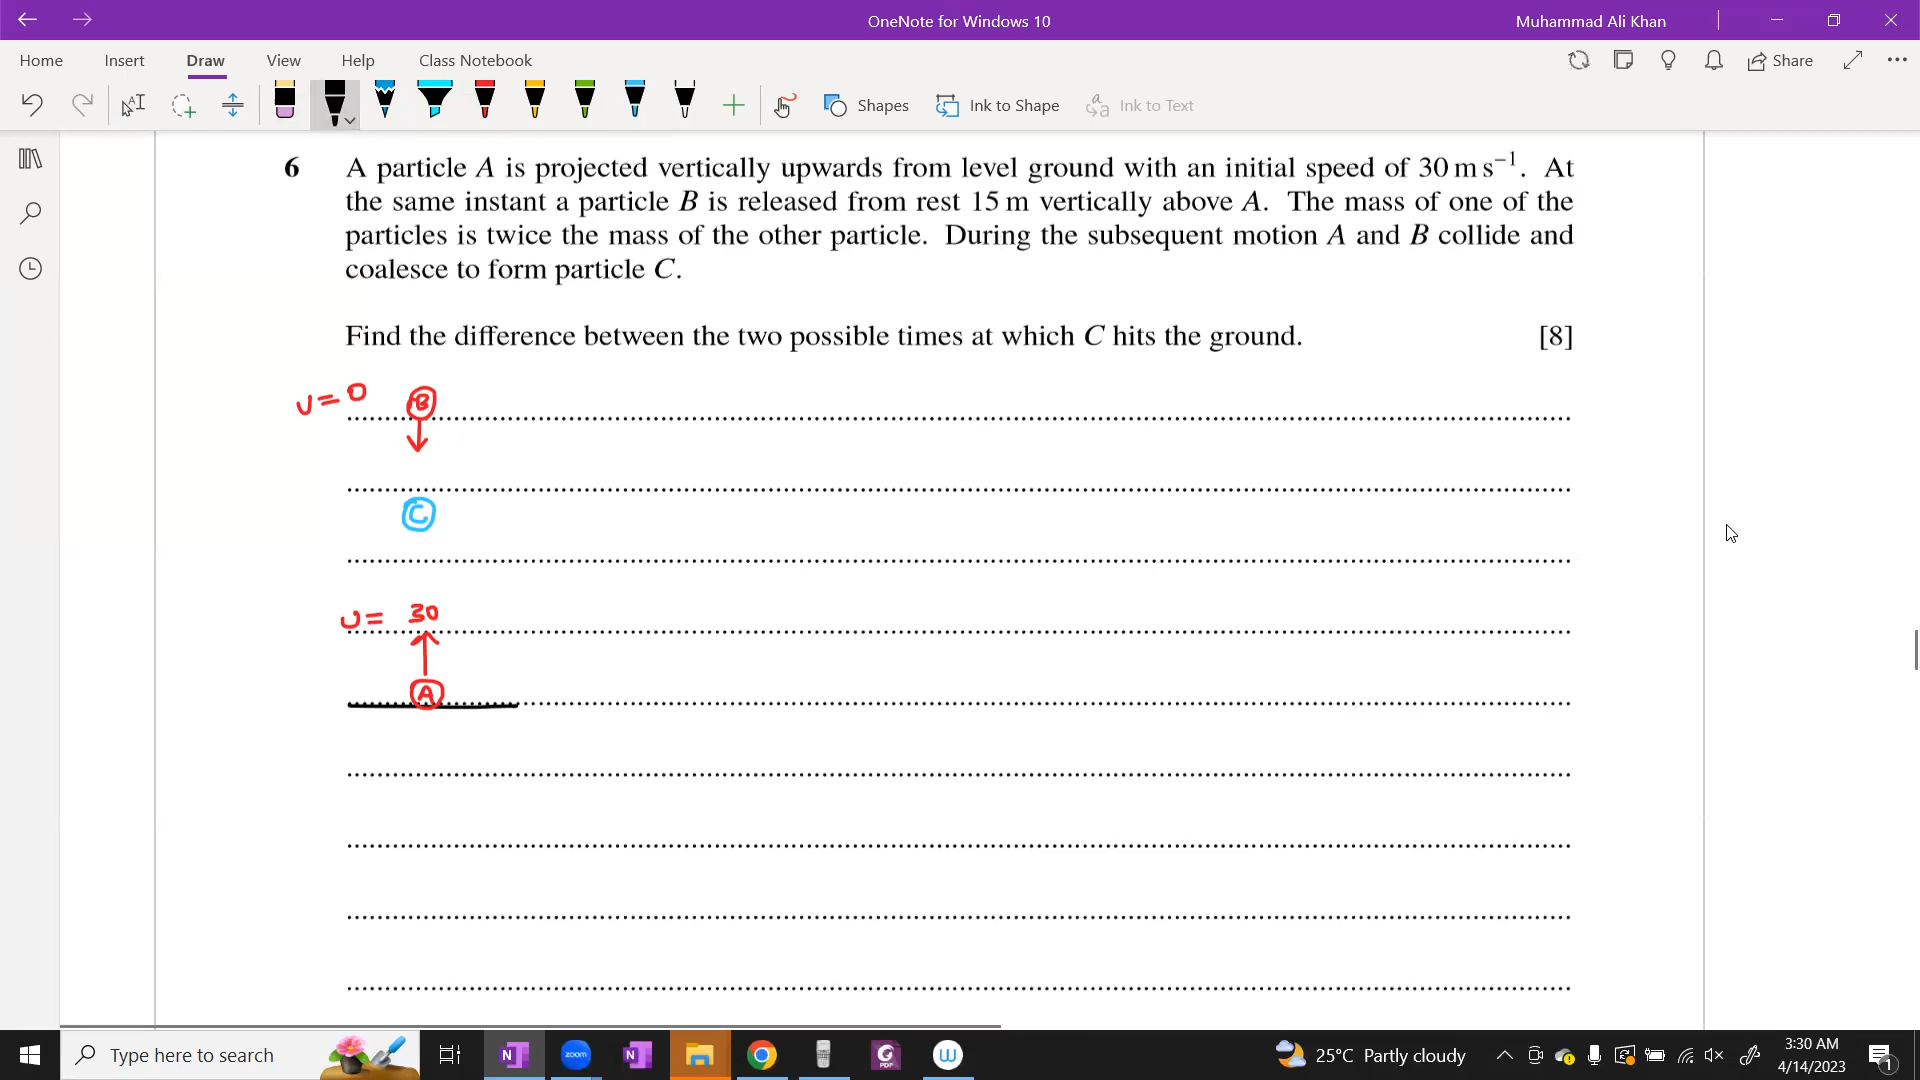 OneNote for Windows 10
Muhammad Ali Khan
Home Insert Draw View Help Class Notebook
Share
Shapes
Ink to Shape
Ink to Text
6 A particle A is projected vertically upwards from level ground with an initial speed of 30 m s⁻¹. At
the same instant a particle B is released from rest 15 m vertically above A. The mass of one of the
particles is twice the mass of the other particle. During the subsequent motion A and B collide and
coalesce to form particle C.
Find the difference between the two possible times at which C hits the ground. [8]
u = 0 B
C
u = 30
A
Type here to search
zoom
25°C Partly cloudy
3:30 AM
4/14/2023
1